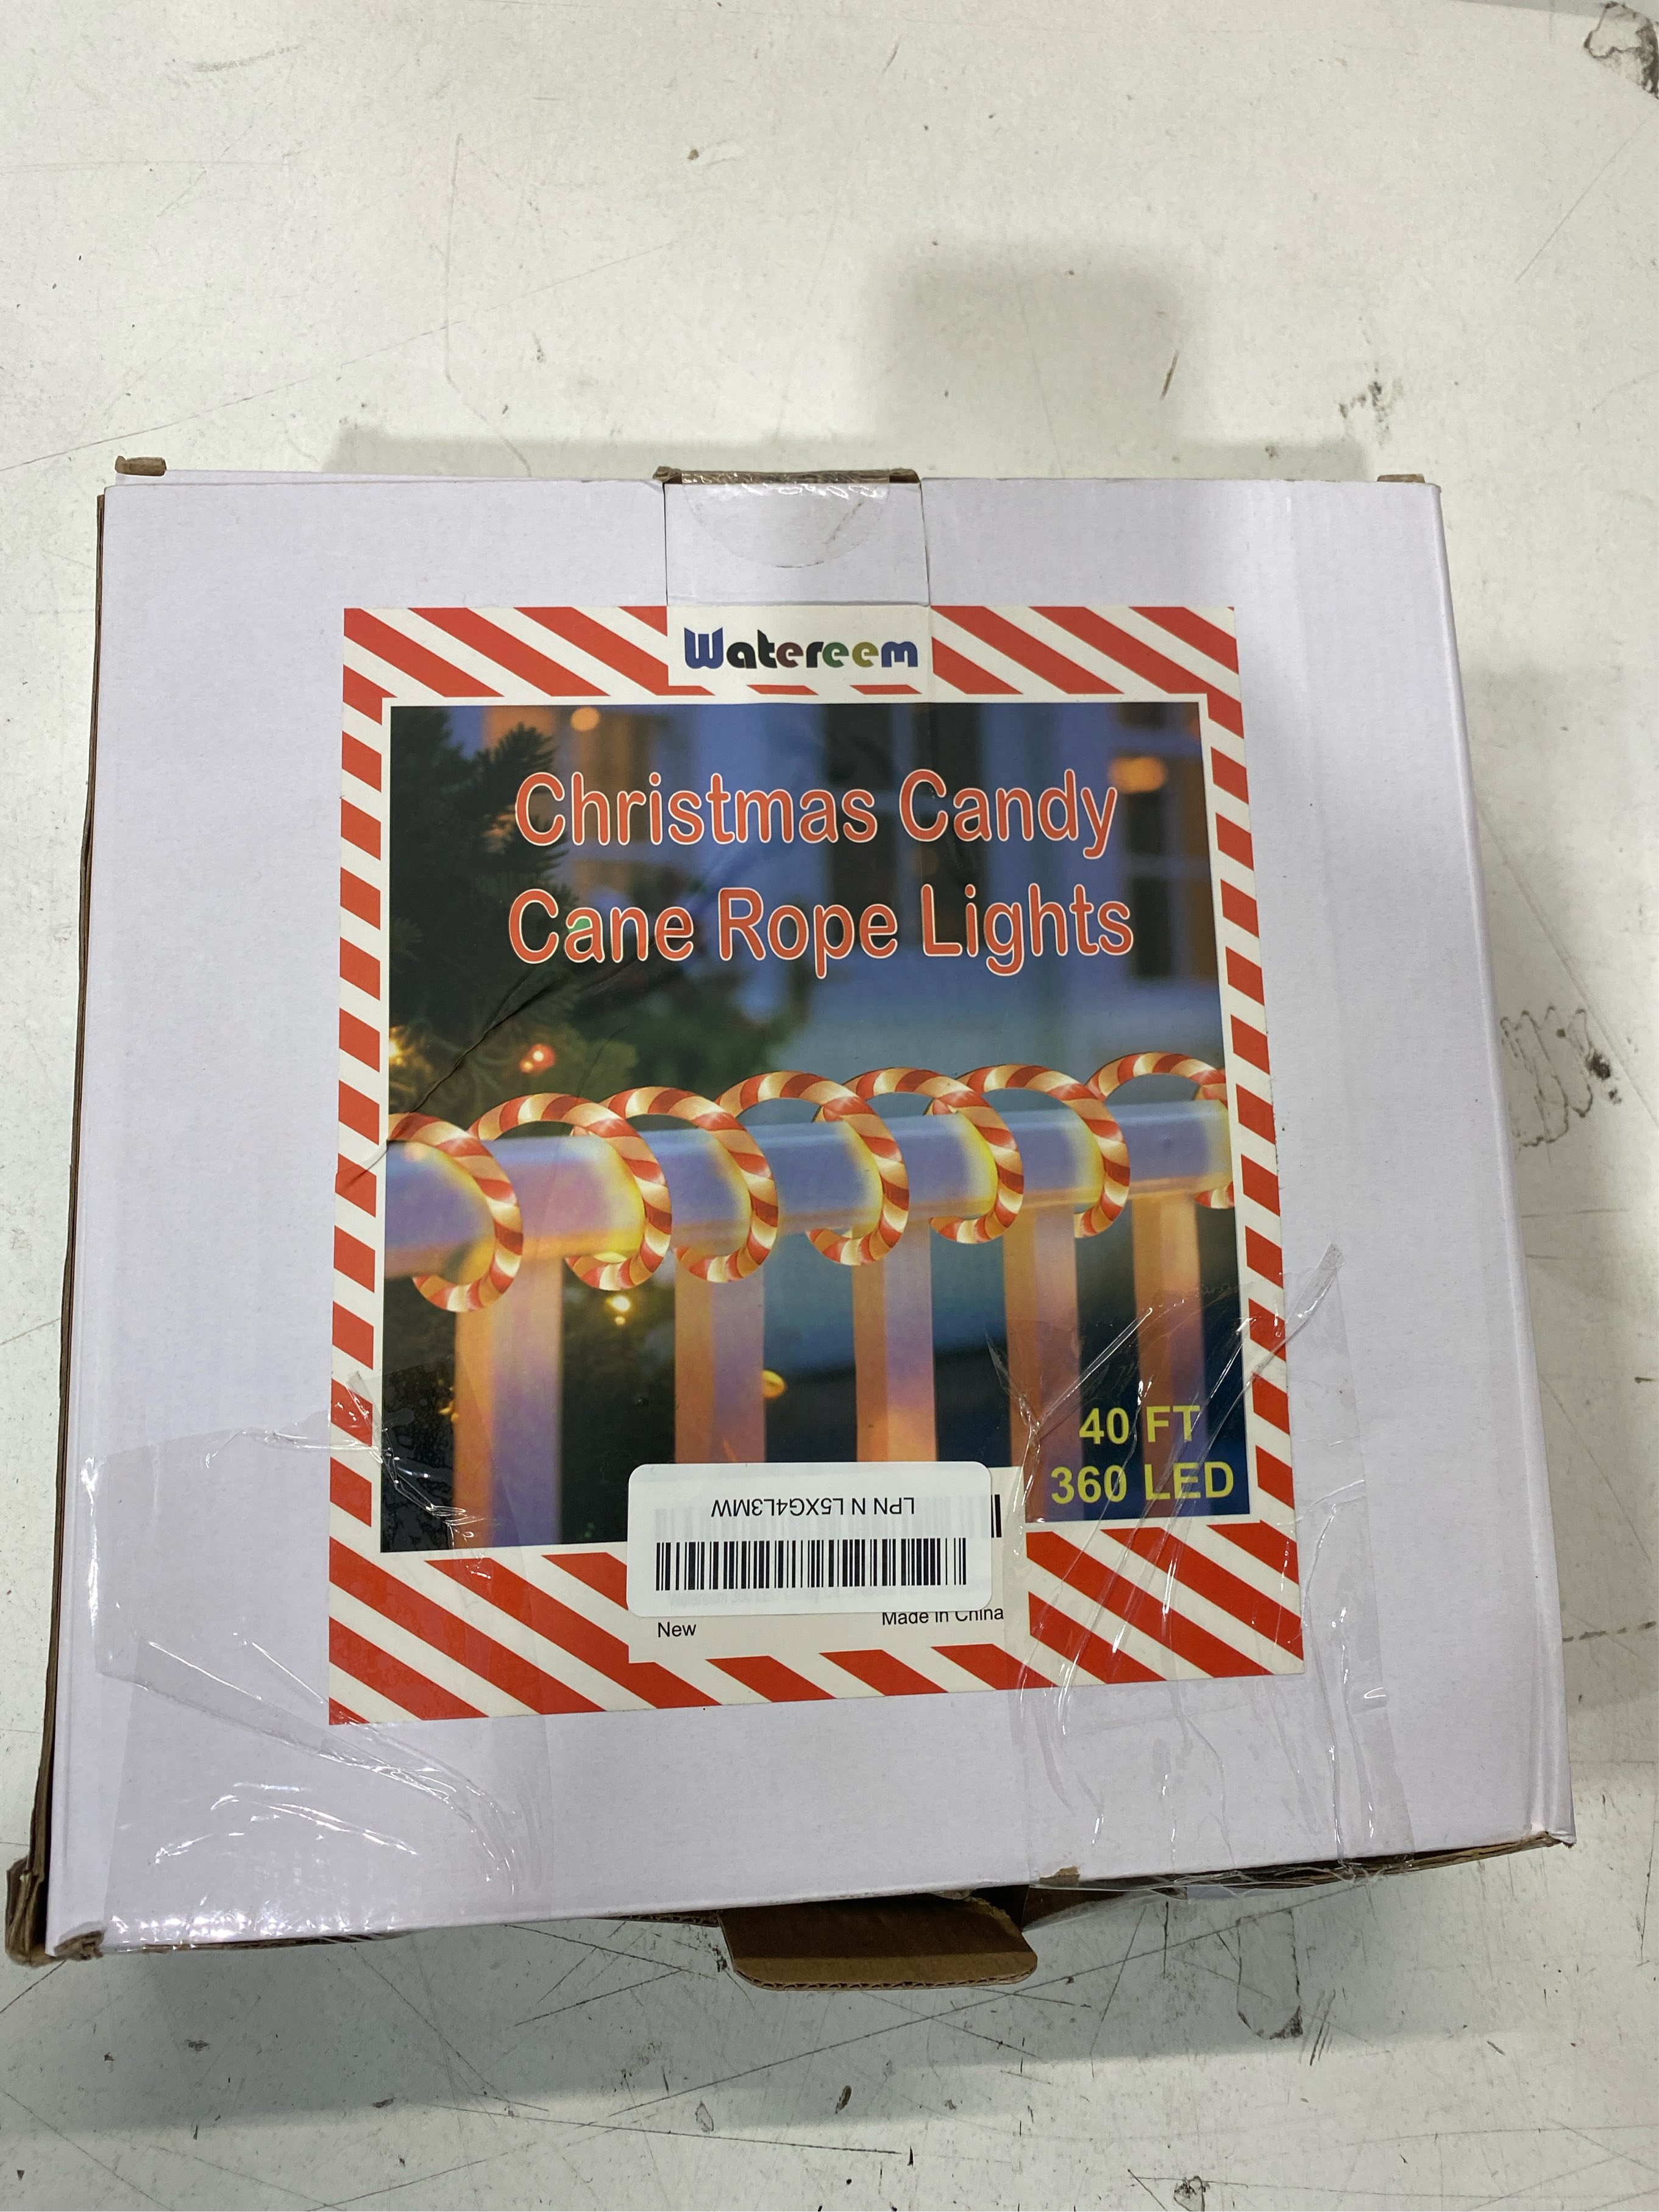 Watereem
Christmas Candy
Cane Rope Lights
40 FT
360 LED
LPN N L5XG4L3MW
New
Made in China